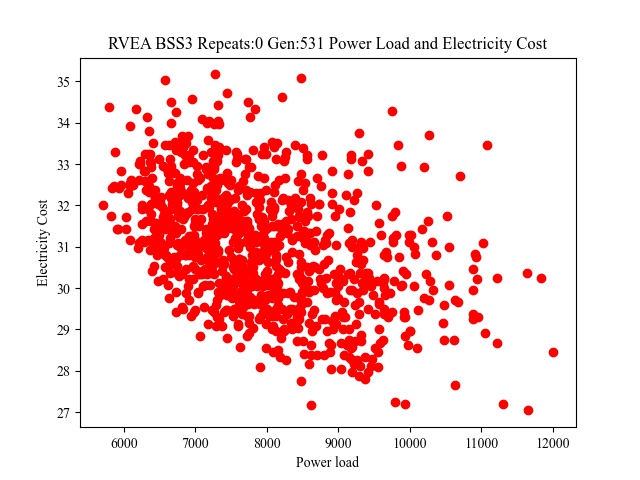 RVEA BSS3 Repeats:0 Gen:531 Power Load and Electricity Cost
35
34
33
32
31
30
29
28
27
Electricity Cost
6000 7000 8000 9000 10000 11000 12000
Power load